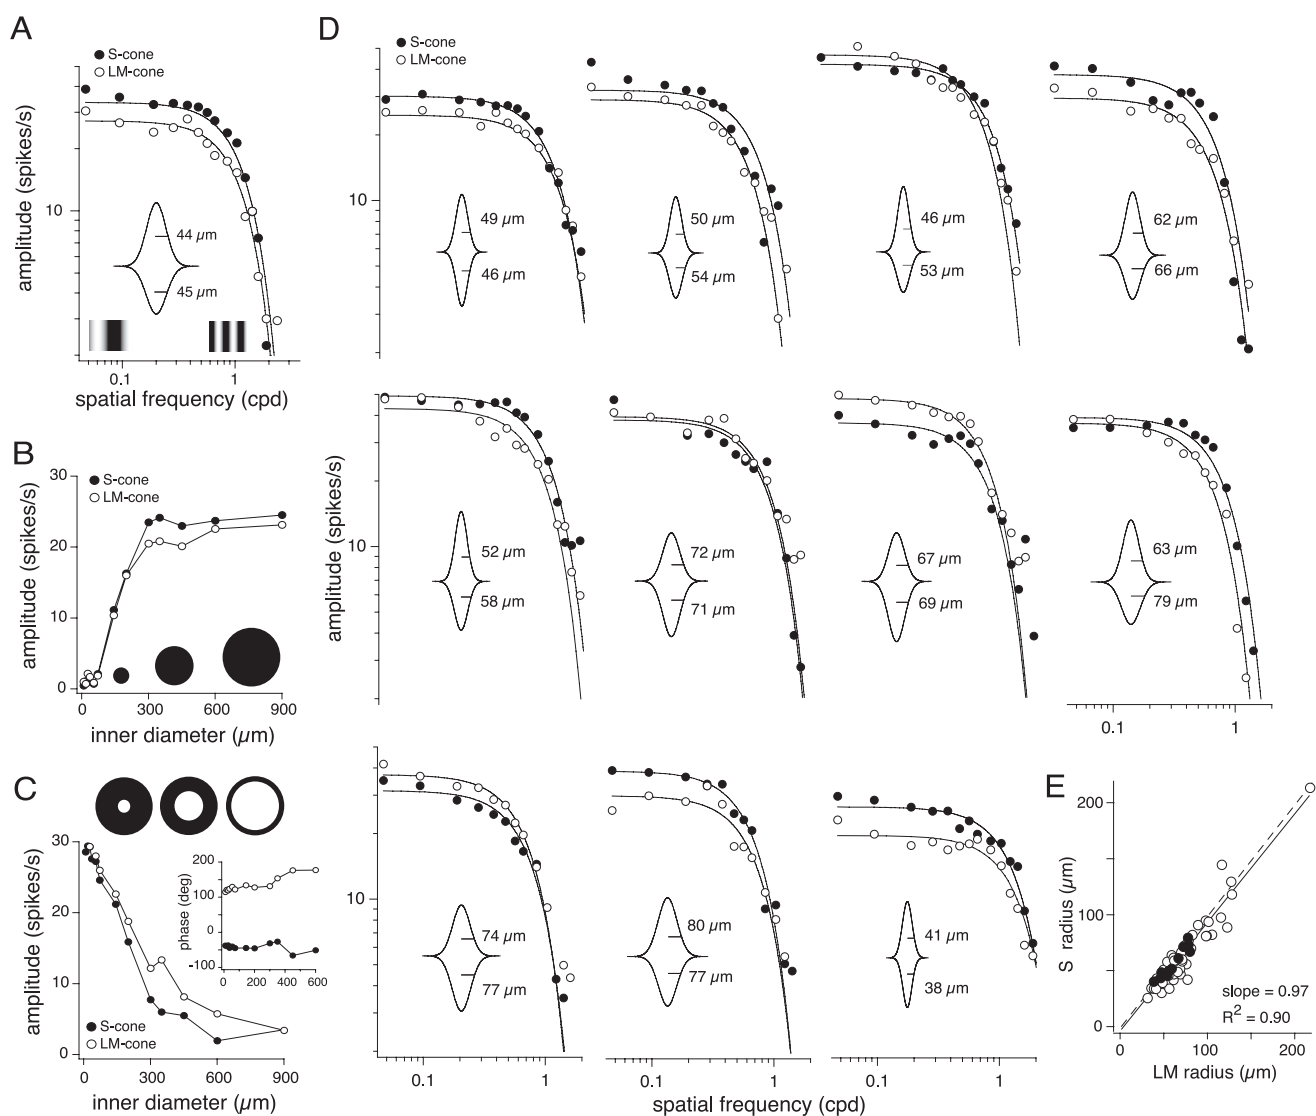 A
S-cone
LM-cone
amplitude (spikes/s)
10
44 µm
45 µm
0.1 1
spatial frequency (cpd)
B
30
20
10
0
amplitude (spikes/s)
S-cone
LM-cone
0 300 600 900
inner diameter (µm)
C
30
20
10
0
amplitude (spikes/s)
200
100
0
-100
phase (deg)
0 200 400 600
S-cone
LM-cone
0 300 600 900
inner diameter (µm)
D
S-cone
LM-cone
amplitude (spikes/s)
10
49 µm
46 µm
50 µm
54 µm
46 µm
53 µm
62 µm
66 µm
amplitude (spikes/s)
10
52 µm
58 µm
72 µm
71 µm
67 µm
69 µm
63 µm
79 µm
0.1 1
10
74 µm
77 µm
80 µm
77 µm
41 µm
38 µm
0.1 1
0.1 1
0.1 1
spatial frequency (cpd)
E
200
100
0
S radius (µm)
slope = 0.97
R2 = 0.90
0 100 200
LM radius (µm)